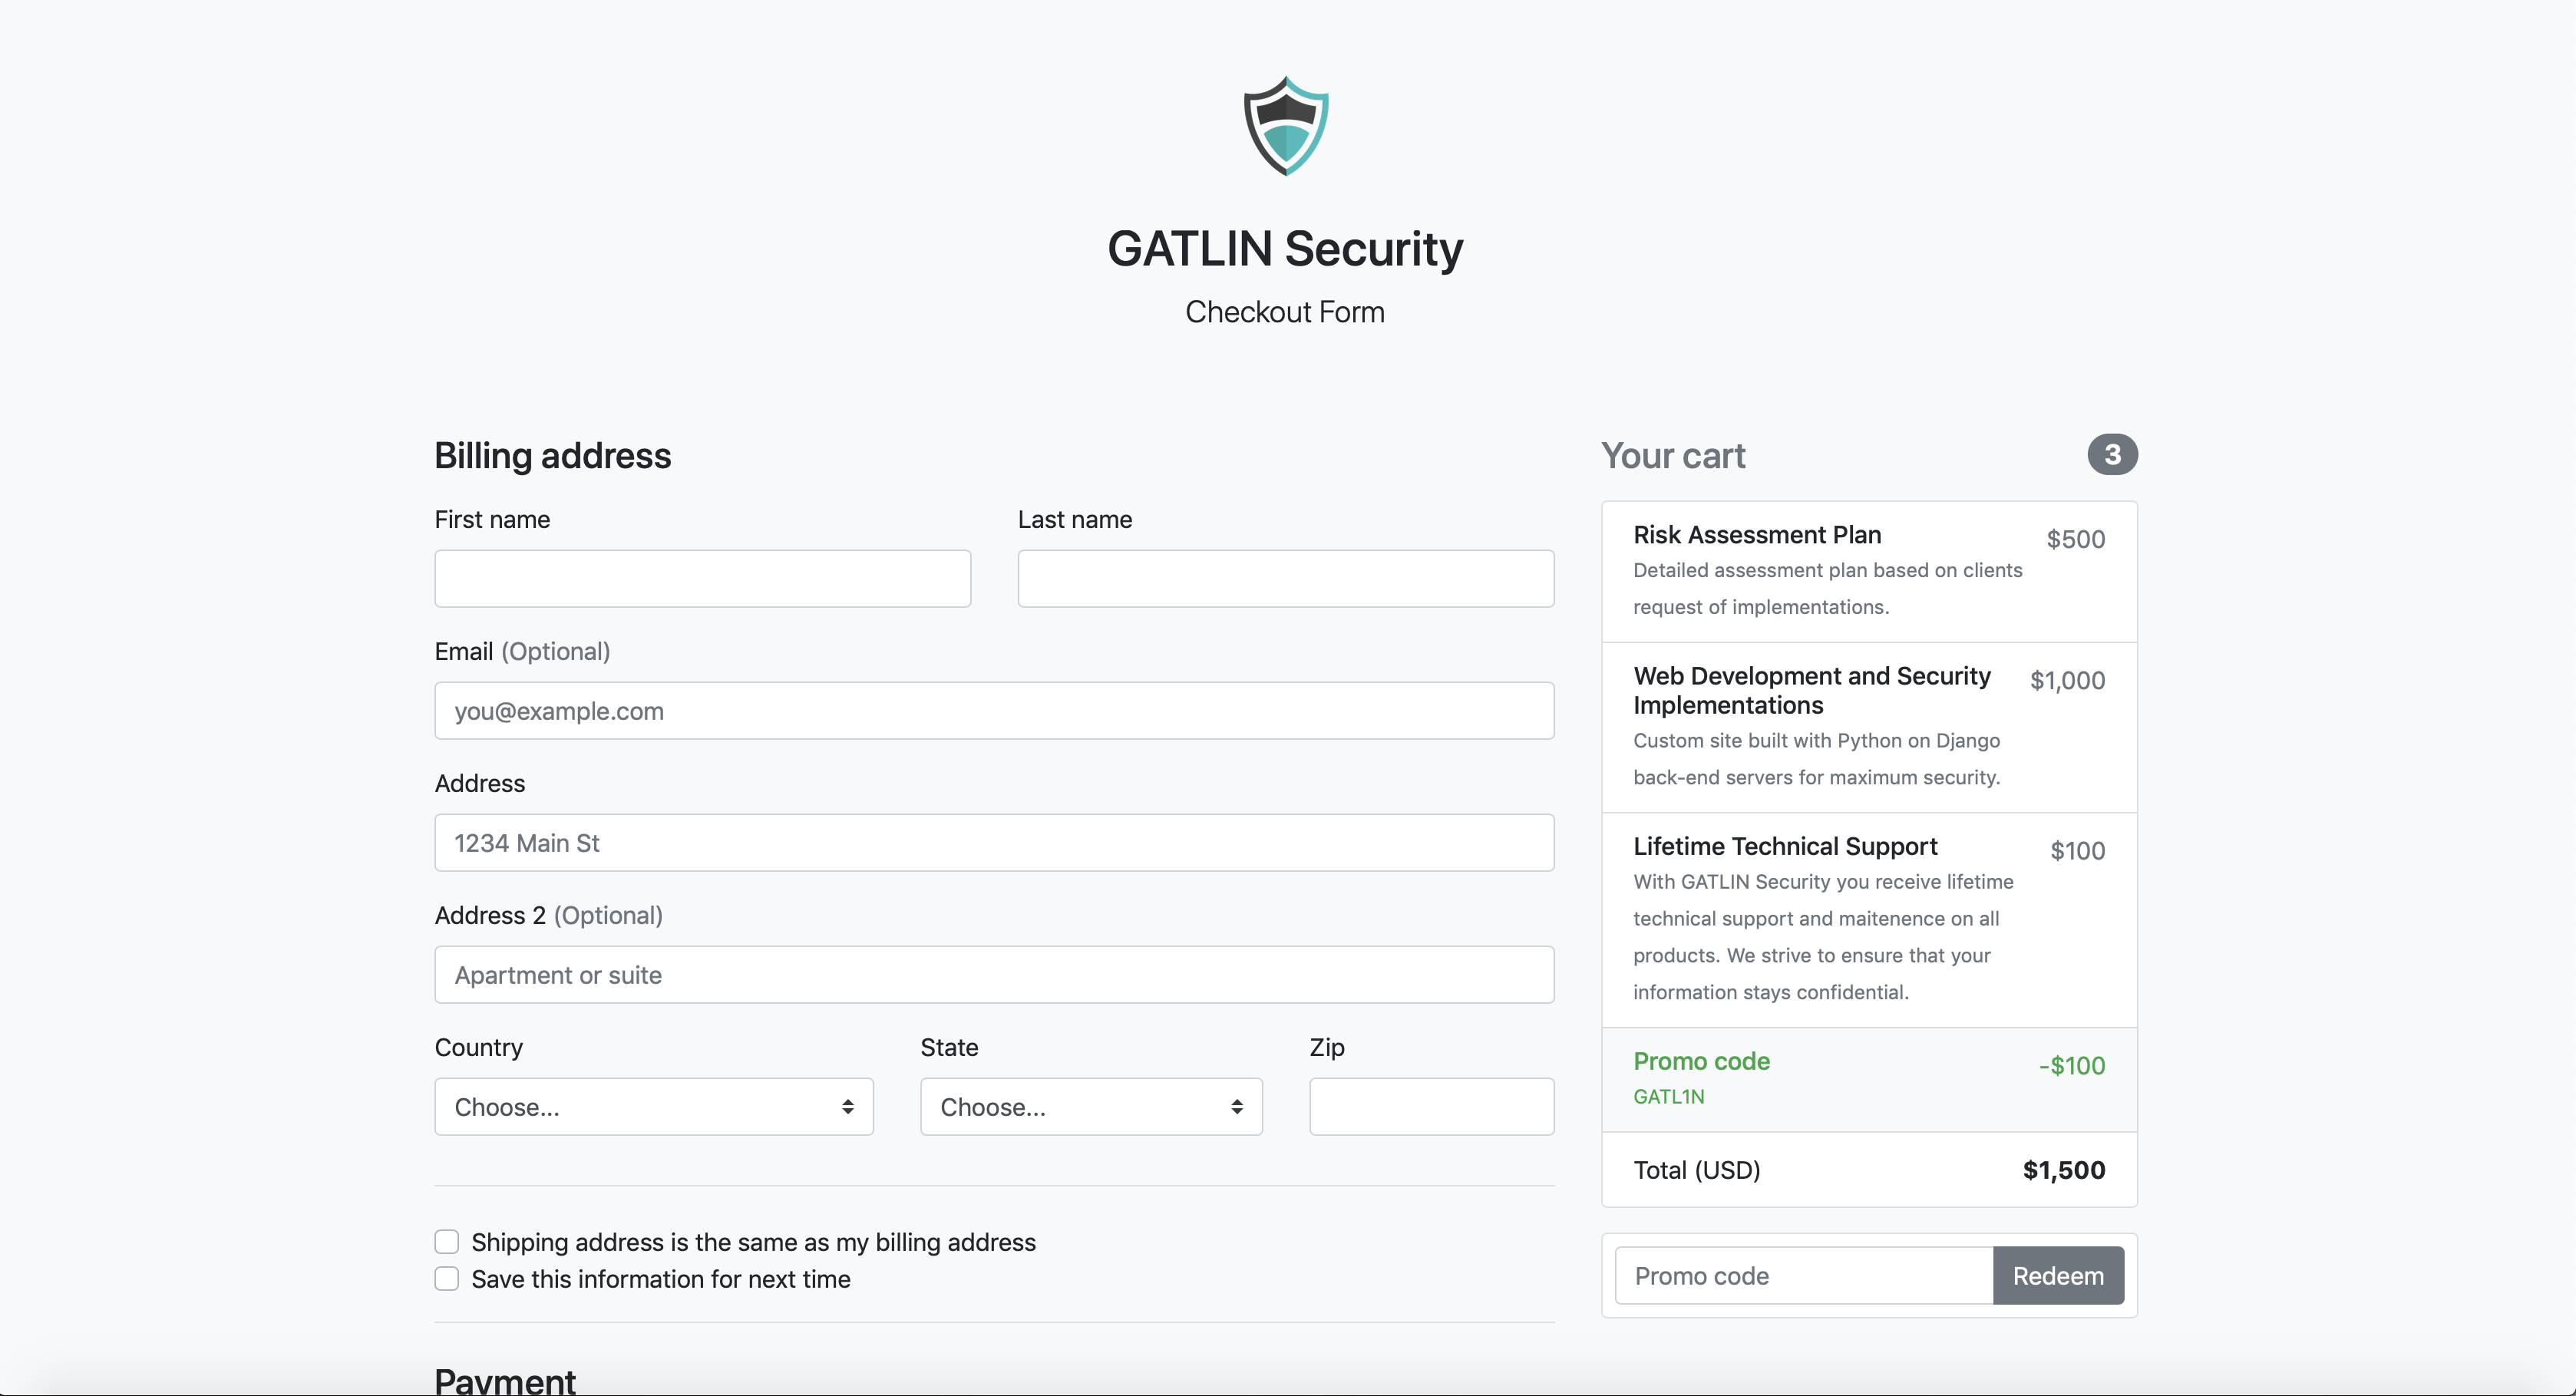 GATLIN Security
Checkout Form
Billing address
First name
Last name
Email (Optional)
you@example.com
Address
1234 Main St
Address 2 (Optional)
Apartment or suite
Country
State
Zip
Choose...
Choose...
Shipping address is the same as my billing address
Save this information for next time
Payment
Your cart
3
Risk Assessment Plan
$500
Detailed assessment plan based on clients
request of implementations.
Web Development and Security
$1,000
Implementations
Custom site built with Python on Django
back-end servers for maximum security.
Lifetime Technical Support
$100
With GATLIN Security you receive lifetime
technical support and maitenence on all
products. We strive to ensure that your
information stays confidential.
Promo code
-$100
GATL1N
Total (USD)
$1,500
Promo code
Redeem